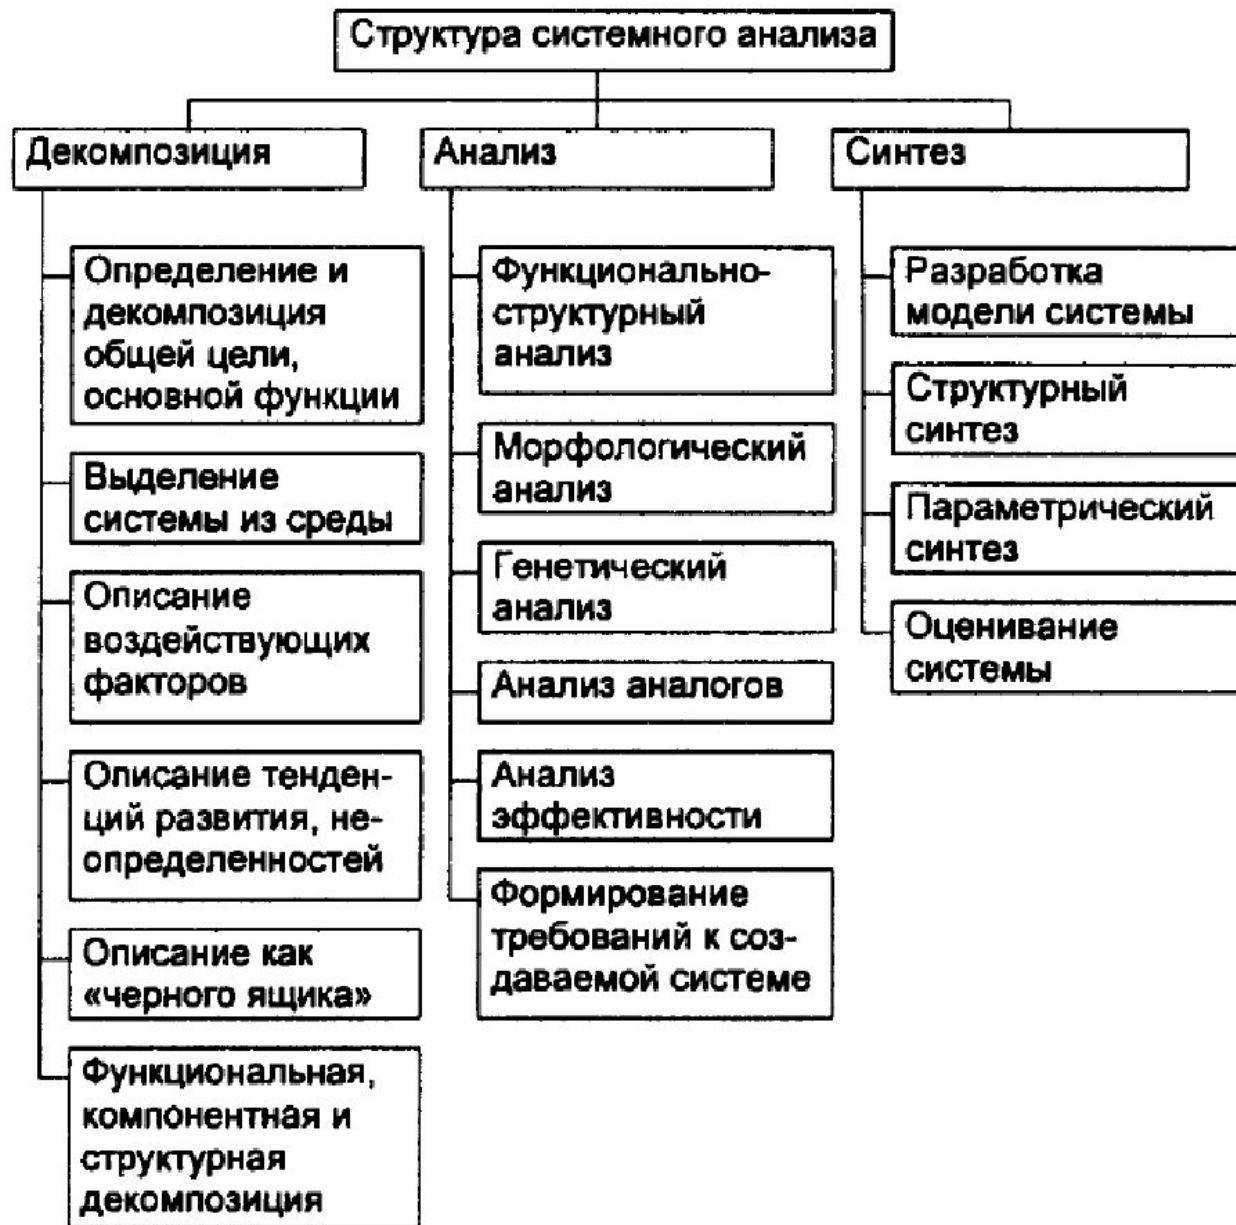 Структура системного анализа
Декомпозиция
Определение и
декомпозиция
общей цели,
основной функции
Выделение
системы из среды
Описание
воздействующих
факторов
Описание тенден-
ций развития, не-
определенностей
Описание как
«черного ящика»
Функциональная,
компонентная и
структурная
декомпозиция
Анализ
Функционально-
структурный
анализ
Морфологический
анализ
Генетический
анализ
Анализ аналогов
Анализ
эффективности
Формирование
требований к соз-
даваемой системе
Синтез
Разработка
модели системы
Структурный
синтез
Параметрический
синтез
Оценивание
системы